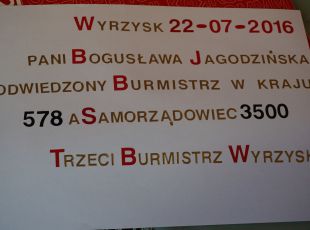 WYRZYSK 22-07-2016
PANI BOGUSŁAWA JAGODZIŃSKA
ODWIEDZONY BURMISTRZ W KRAJU
578 A SAMORZĄDOWIEC 3500
TRZECI BURMISTRZ WYRZYSK